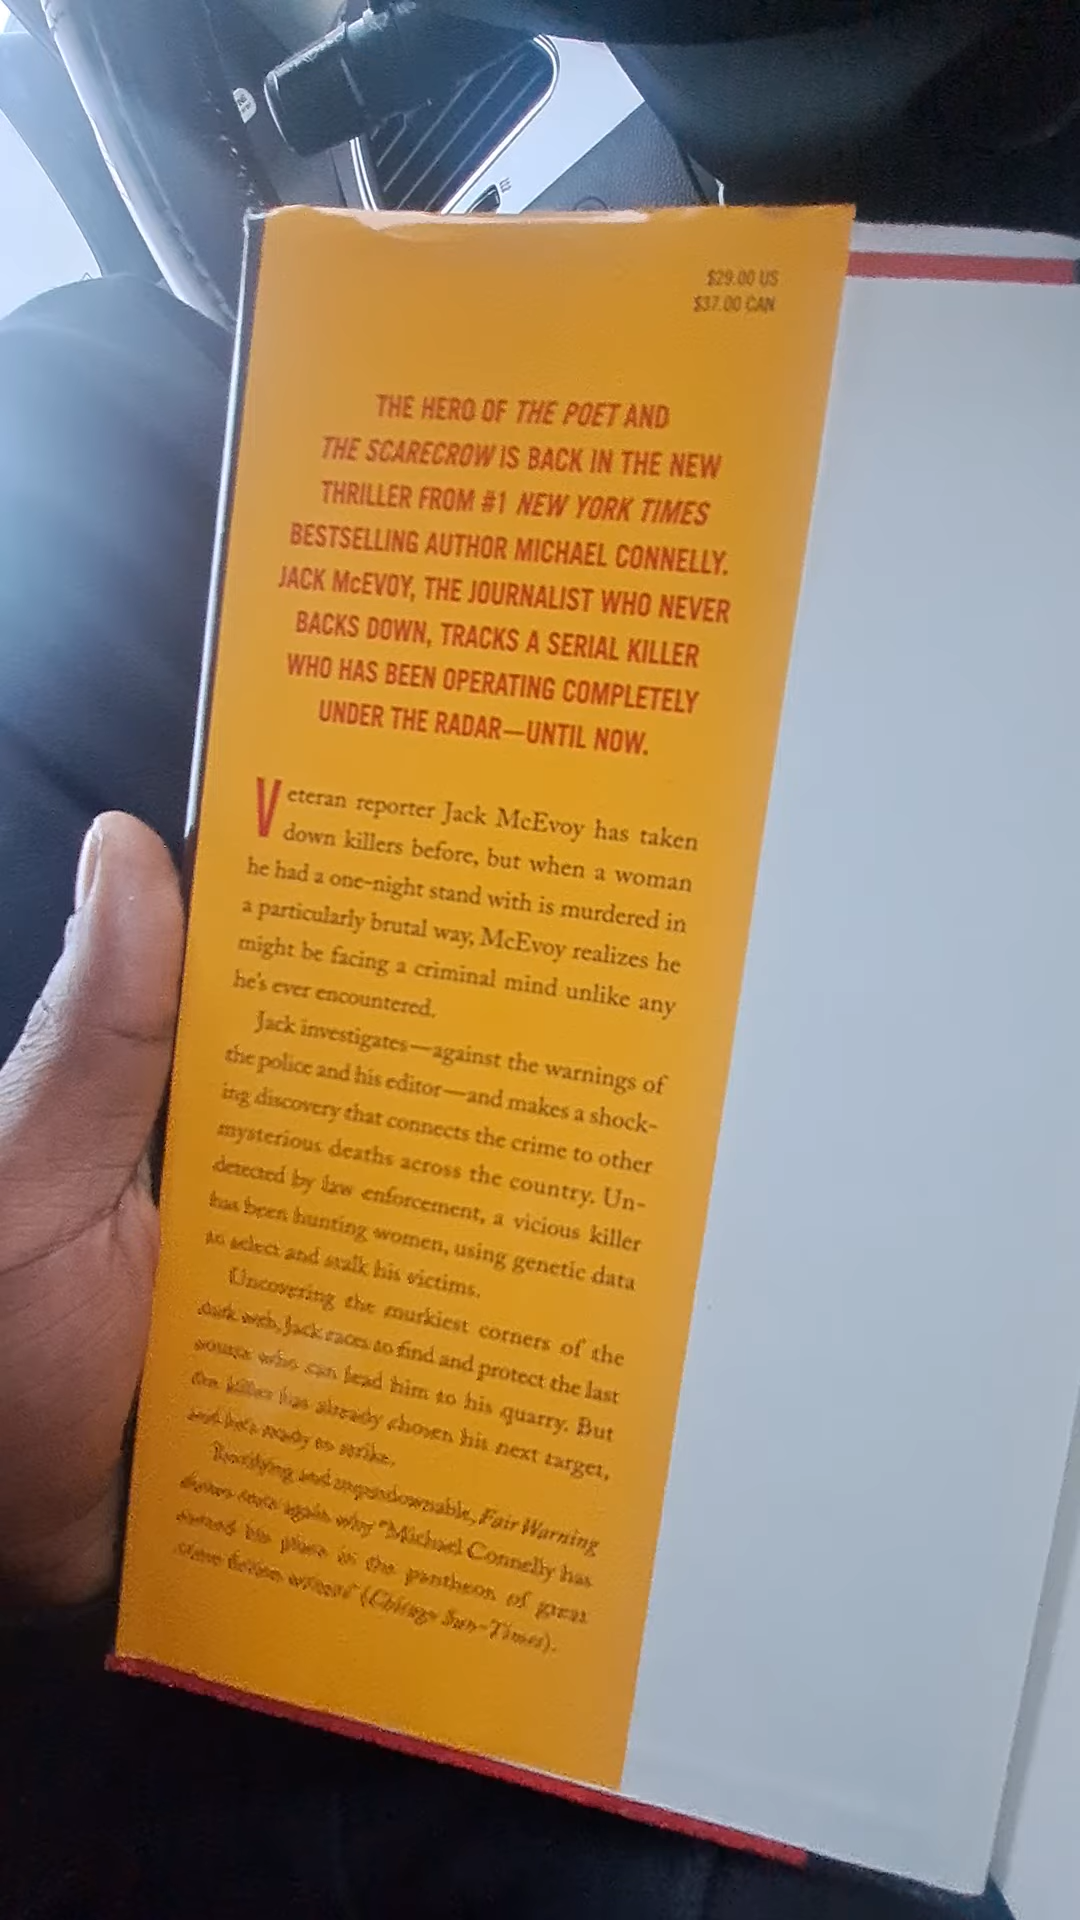 $29.00 US
$37.00 CAN
THE HERO OF THE POET AND
THE SCARECROW IS BACK IN THE NEW
THRILLER FROM #1 NEW YORK TIMES
BESTSELLING AUTHOR MICHAEL CONNELLY.
JACK McEVOY, THE JOURNALIST WHO NEVER
BACKS DOWN, TRACKS A SERIAL KILLER
WHO HAS BEEN OPERATING COMPLETELY
UNDER THE RADAR—UNTIL NOW.
Veteran reporter Jack McEvoy has taken
down killers before, but when a woman
he had a one-night stand with is murdered in
a particularly brutal way, McEvoy realizes he
might be facing a criminal mind unlike any
he's ever encountered.
Jack investigates—against the warnings of
the police and his editor—and makes a shock-
ing discovery that connects the crime to other
mysterious deaths across the country. Un-
detected by law enforcement, a vicious killer
has been hunting women, using genetic data
to select and stalk his victims.
Uncovering the murkiest corners of the
dark web, Jack races to find and protect the last
source who can lead him to his quarry. But
the killer has already chosen his next target,
and he's ready to strike.
Terrifying and unputdownable, Fair Warning
shows once again why "Michael Connelly has
earned his place in the pantheon of great
crime fiction writers" (Chicago Sun-Times).